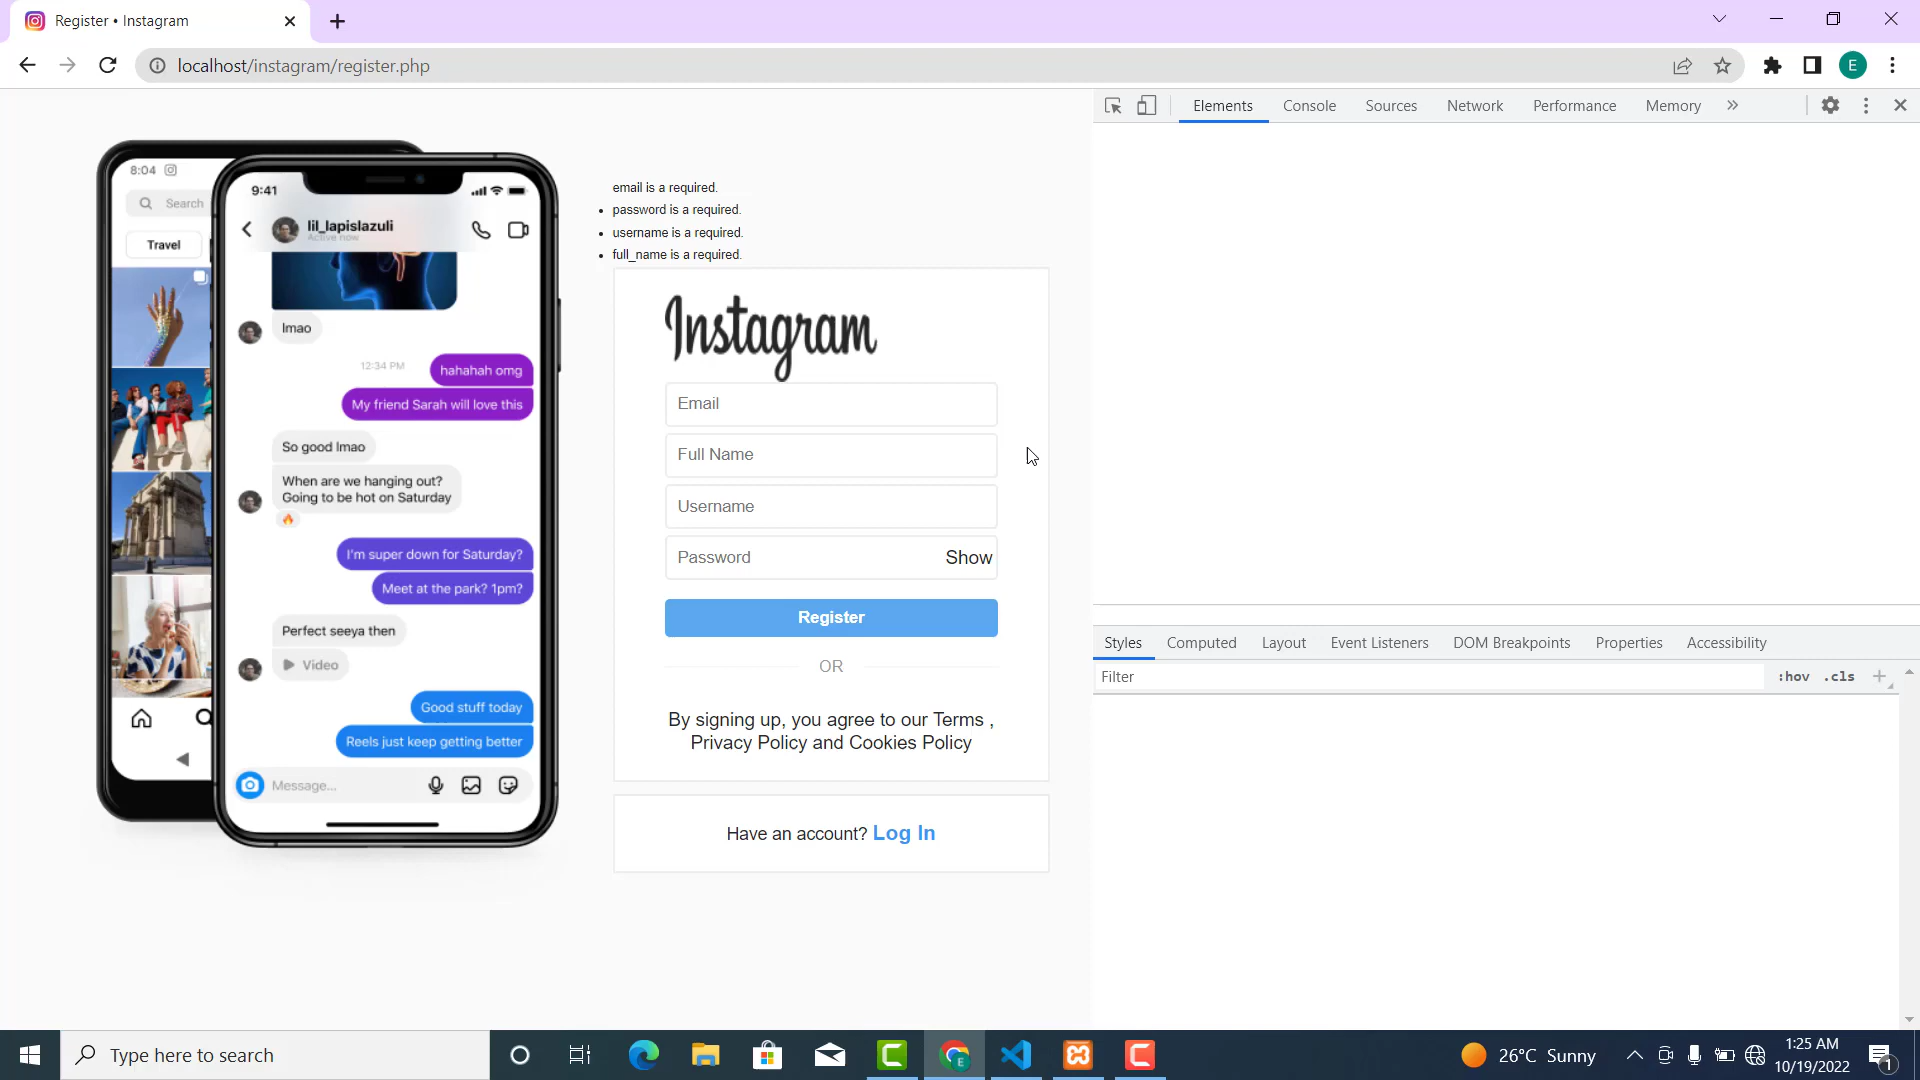 Register • Instagram
localhost/instagram/register.php
E
Elements Console Sources Network Performance Memory »
8:04
Search
Travel
9:41
lil_lapislazuli
Active now
lmao
12:34 PM
hahahah omg
My friend Sarah will love this
So good lmao
When are we hanging out?
Going to be hot on Saturday
I'm super down for Saturday?
Meet at the park? 1pm?
Perfect seeya then
Video
Good stuff today
Reels just keep getting better
Message...
email is a required.
• password is a required.
• username is a required.
• full_name is a required.
Instagram
Email
Full Name
Username
Password Show
Register
OR
By signing up, you agree to our Terms ,
Privacy Policy and Cookies Policy
Have an account? Log In
Styles Computed Layout Event Listeners DOM Breakpoints Properties Accessibility
Filter :hov .cls
Type here to search
26°C Sunny
1:25 AM
10/19/2022
1